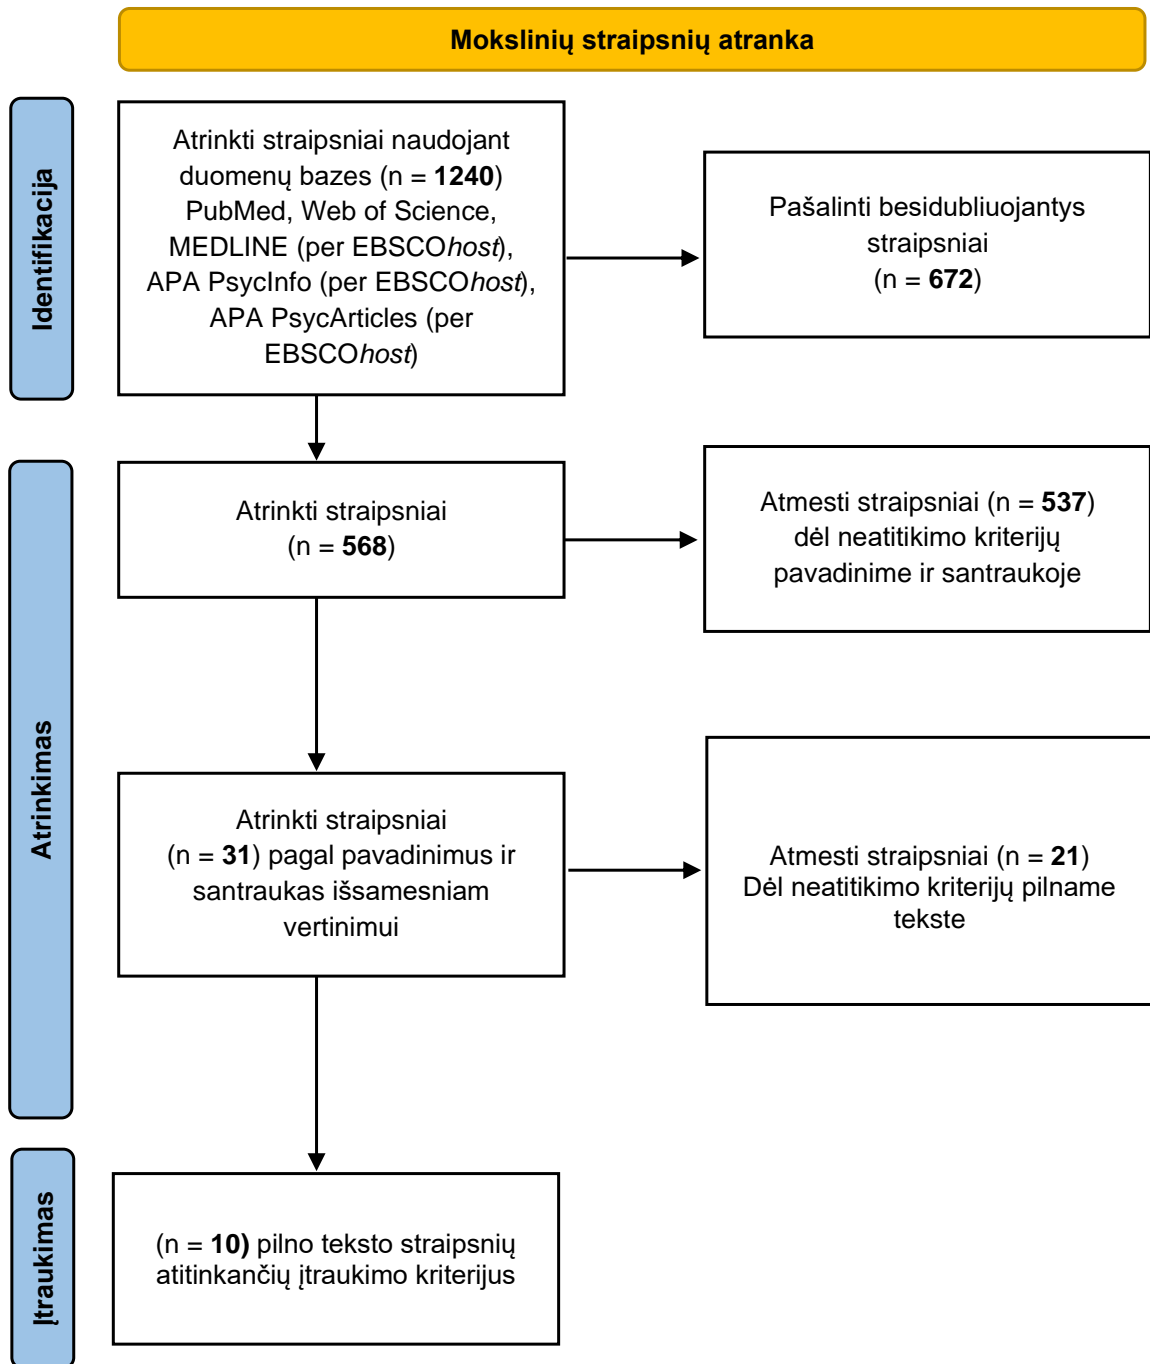 Mokslinių straipsnių atranka
Identifikacija
Atrinkti straipsniai naudojant
duomenų bazes (n = 1240)
PubMed, Web of Science,
MEDLINE (per EBSCOhost),
APA PsycInfo (per EBSCOhost),
APA PsycArticles (per
EBSCOhost)
Pašalinti besidubliuojantys
straipsniai
(n = 672)
Atrinkimas
Atrinkti straipsniai
(n = 568)
Atmesti straipsniai (n = 537)
dėl neatitikimo kriterijų
pavadinime ir santraukoje
Atrinkti straipsniai
(n = 31) pagal pavadinimus ir
santraukas išsamesniam
vertinimui
Atmesti straipsniai (n = 21)
Dėl neatitikimo kriterijų pilname
tekste
Įtraukimas
(n = 10) pilno teksto straipsnių
atitinkančių įtraukimo kriterijus